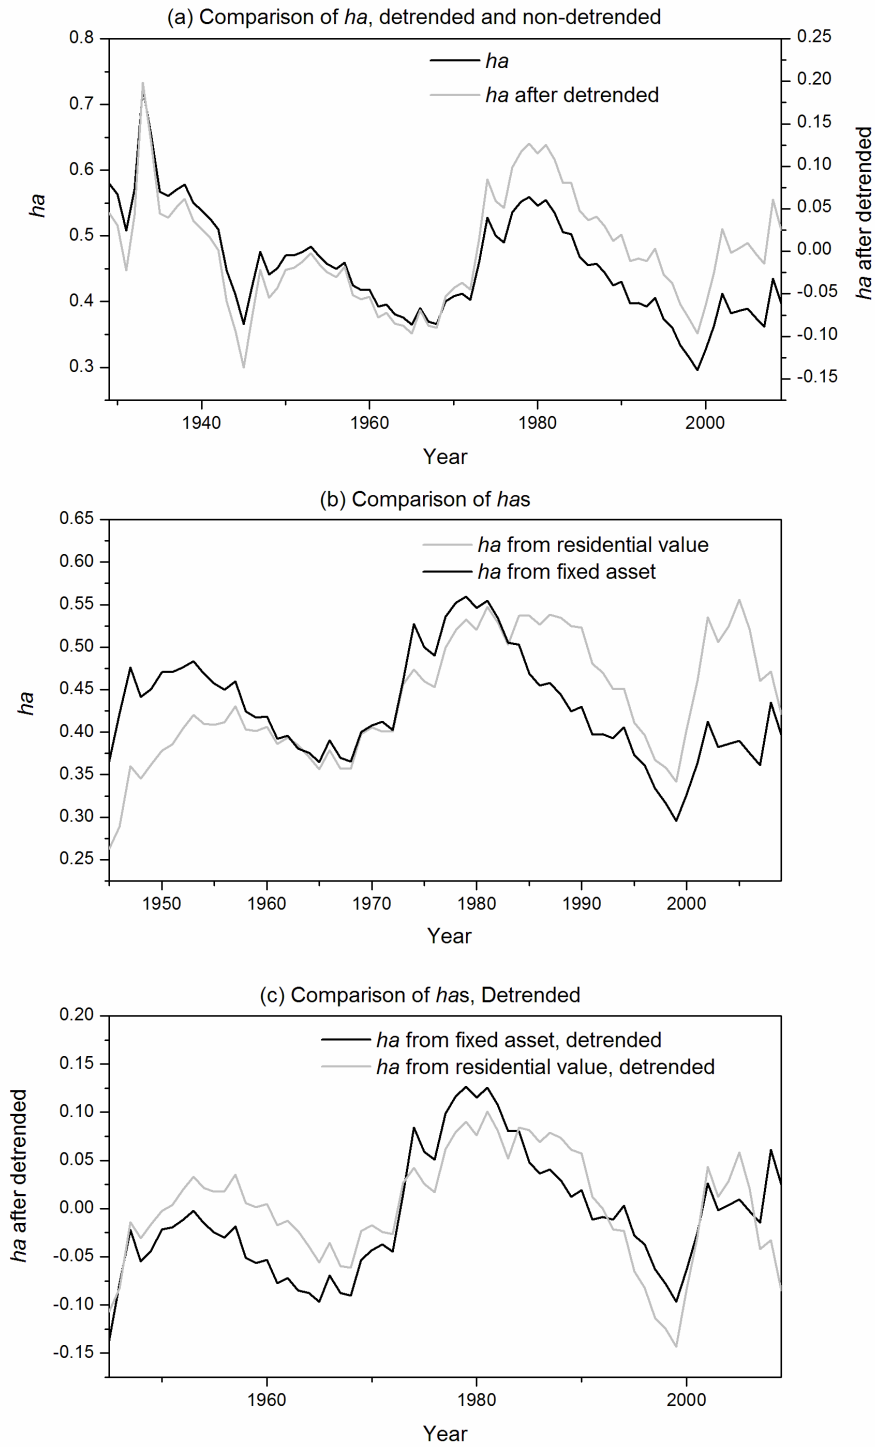 (a) Comparison of ha, detrended and non-detrended
ha
ha after detrended
0.8
0.7
0.6
0.5
0.4
0.3
ha
0.25
0.20
0.15
0.10
0.05
0.00
-0.05
-0.10
-0.15
ha after detrended
1940
1960
1980
2000
Year
(b) Comparison of has
ha from residential value
ha from fixed asset
0.65
0.60
0.55
0.50
0.45
0.40
0.35
0.30
0.25
ha
1950
1960
1970
1980
1990
2000
Year
(c) Comparison of has, Detrended
ha from fixed asset, detrended
ha from residential value, detrended
0.20
0.15
0.10
0.05
0.00
-0.05
-0.10
-0.15
ha after detrended
1960
1980
2000
Year